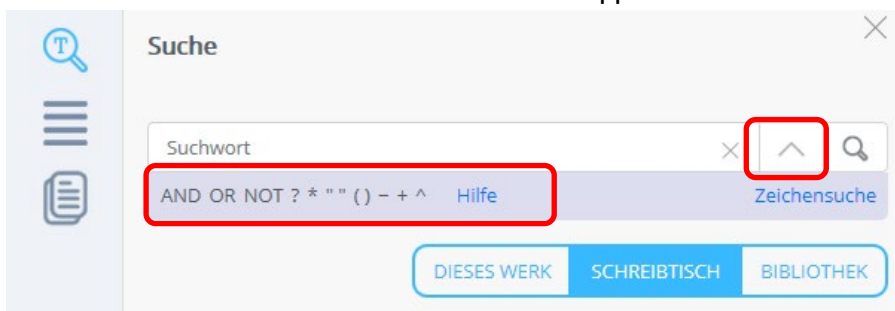 Suche
Suchwort
AND OR NOT ? * " " ( ) − + ^ Hilfe Zeichensuche
DIESES WERK SCHREIBTISCH BIBLIOTHEK